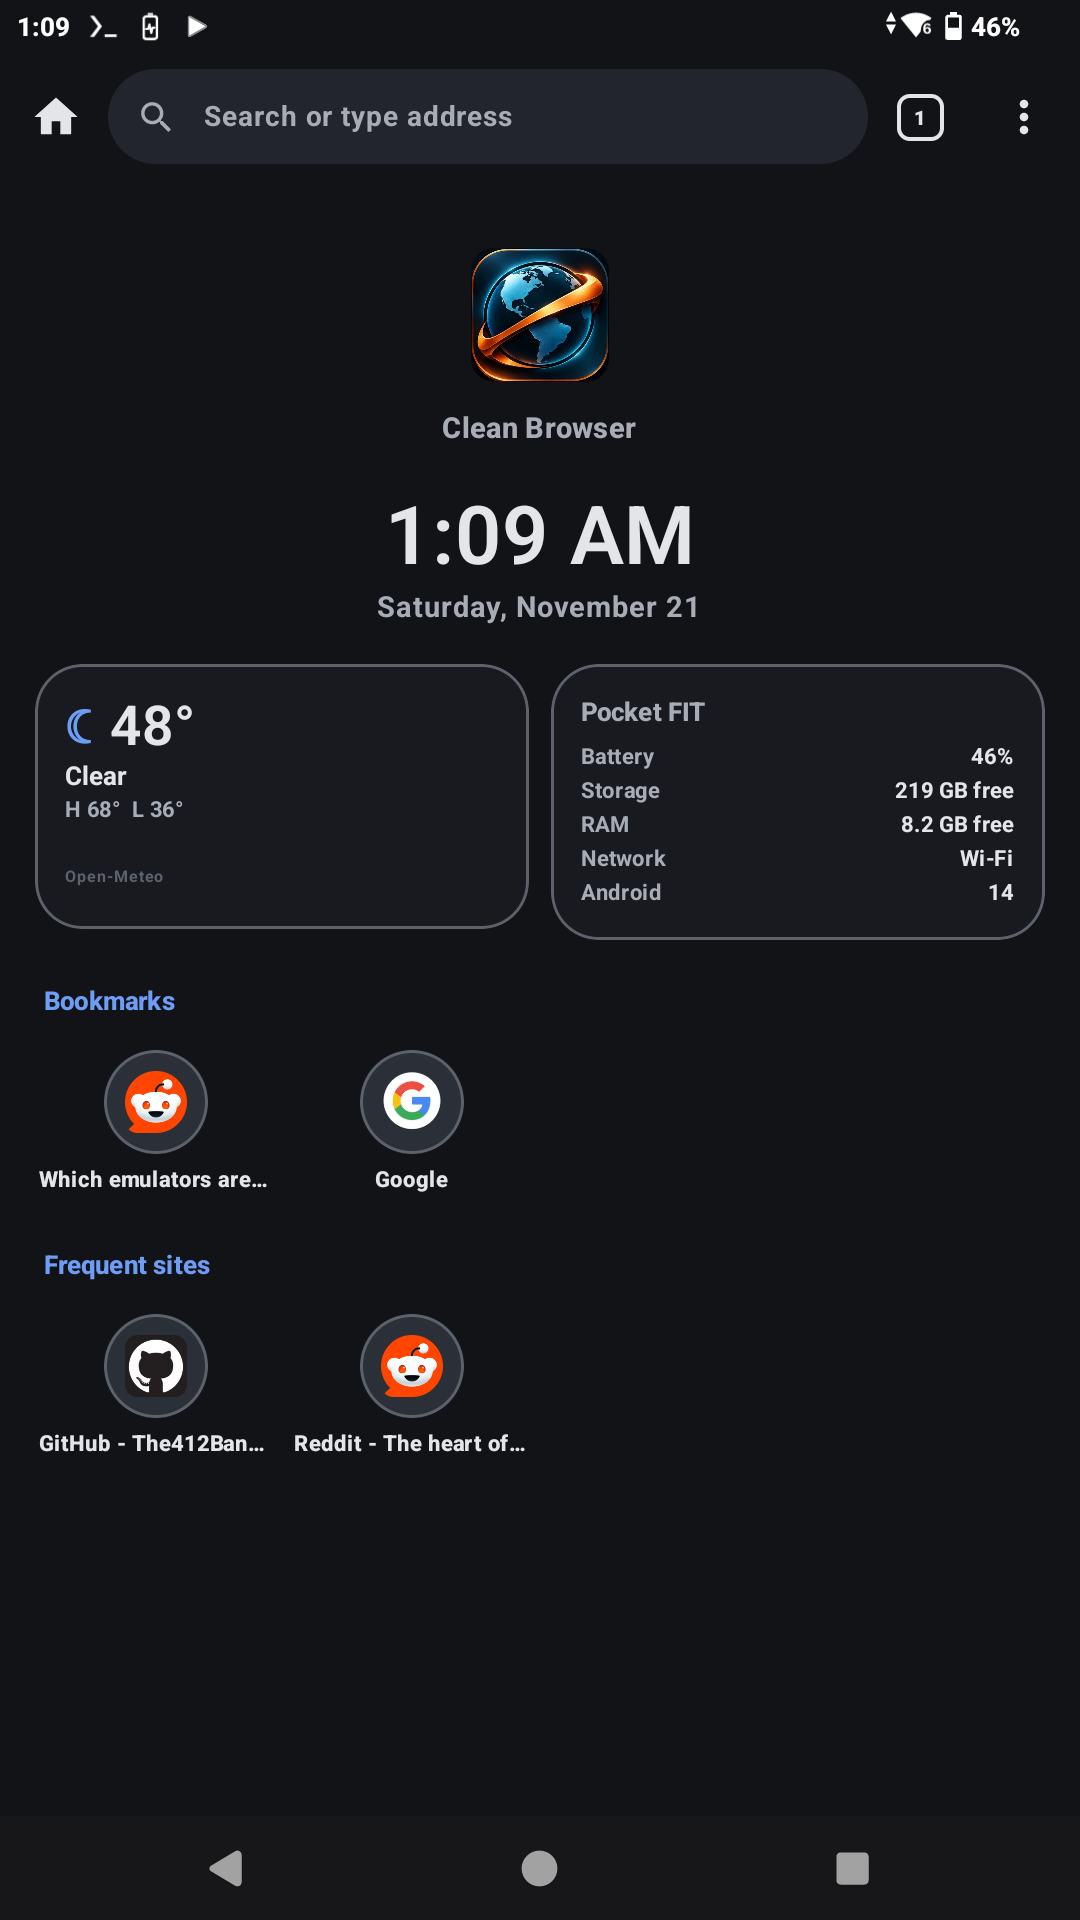 1:09
6
46%
Search or type address
1
Clean Browser
1:09 AM
Saturday, November 21
48°
Clear
H 68° L 36°
Open-Meteo
Pocket FIT
Battery 46%
Storage 219 GB free
RAM 8.2 GB free
Network Wi-Fi
Android 14
Bookmarks
Which emulators are…
Google
Frequent sites
GitHub - The412Ban…
Reddit - The heart of…